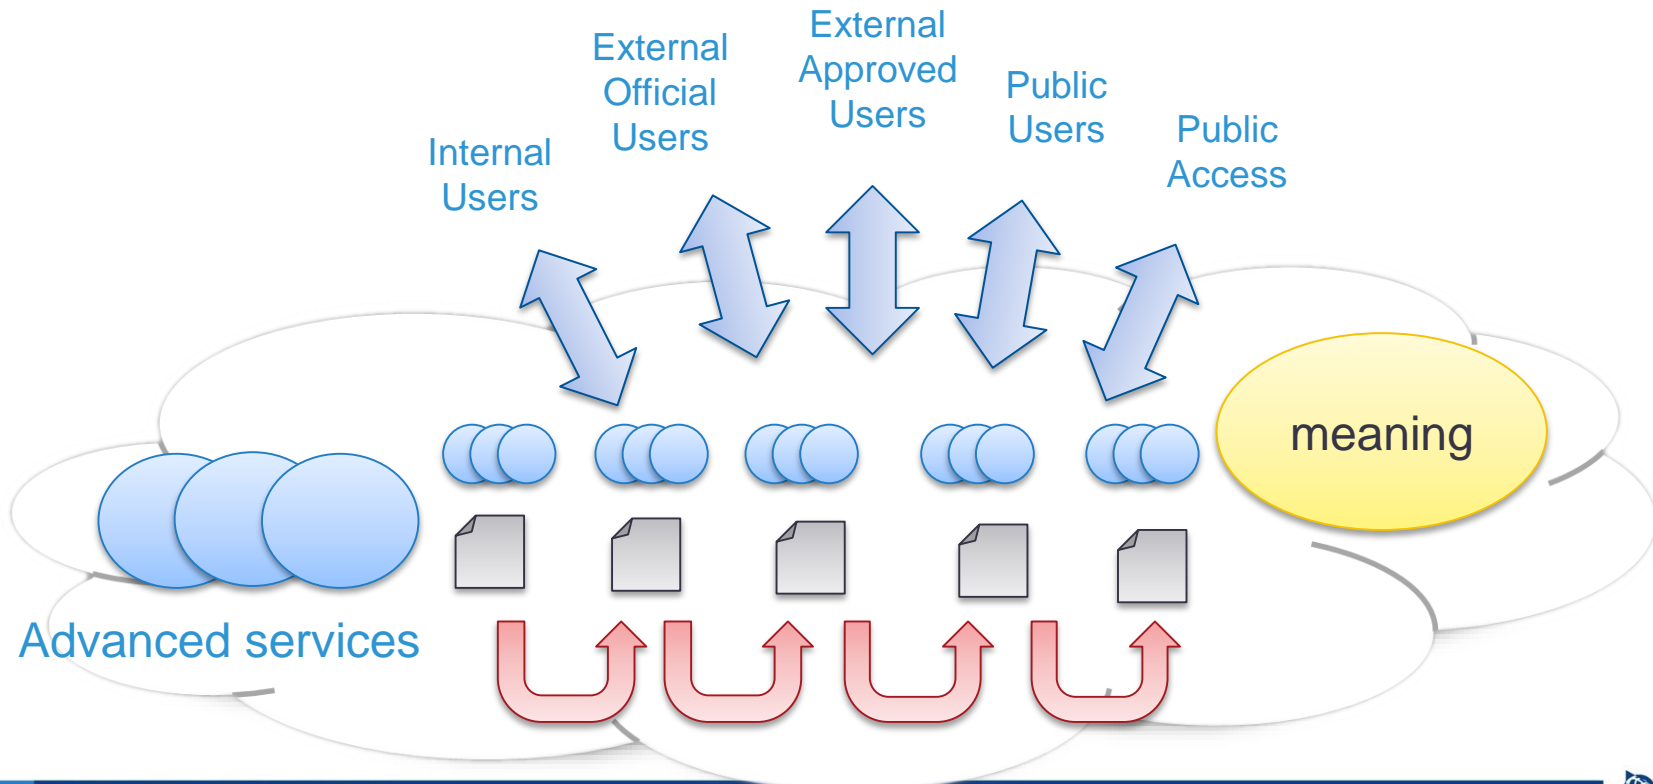 External
Approved
Users
External
Official
Users
Public
Users
Public
Access
Internal
Users
meaning
Advanced services